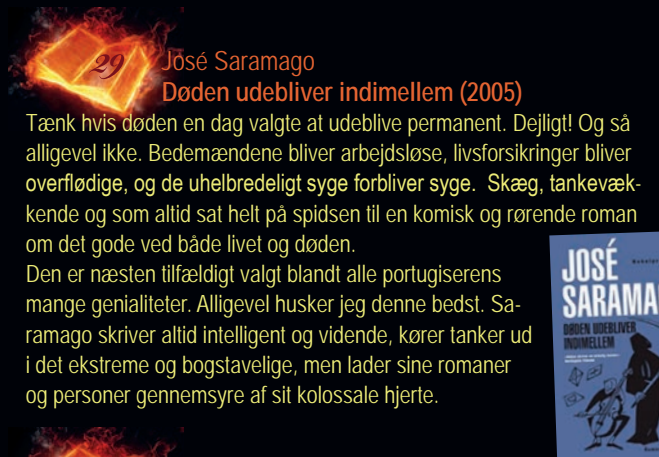 29
José Saramago
Døden udebliver indimellem (2005)
Tænk hvis døden en dag valgte at udeblive permanent. Dejligt! Og så
alligevel ikke. Bedemændene bliver arbejdsløse, livsforsikringer bliver
overflødige, og de uhelbredeligt syge forbliver syge. Skæg, tankevæk-
kende og som altid sat helt på spidsen til en komisk og rørende roman
om det gode ved både livet og døden.
Den er næsten tilfældigt valgt blandt alle portugiserens
mange genialiteter. Alligevel husker jeg denne bedst. Sa-
ramago skriver altid intelligent og vidende, kører tanker ud
i det ekstreme og bogstavelige, men lader sine romaner
og personer gennemsyre af sit kolossale hjerte.
JOSÉ
SARAMA
DØDEN UDEBLIVER
INDIMELLEM